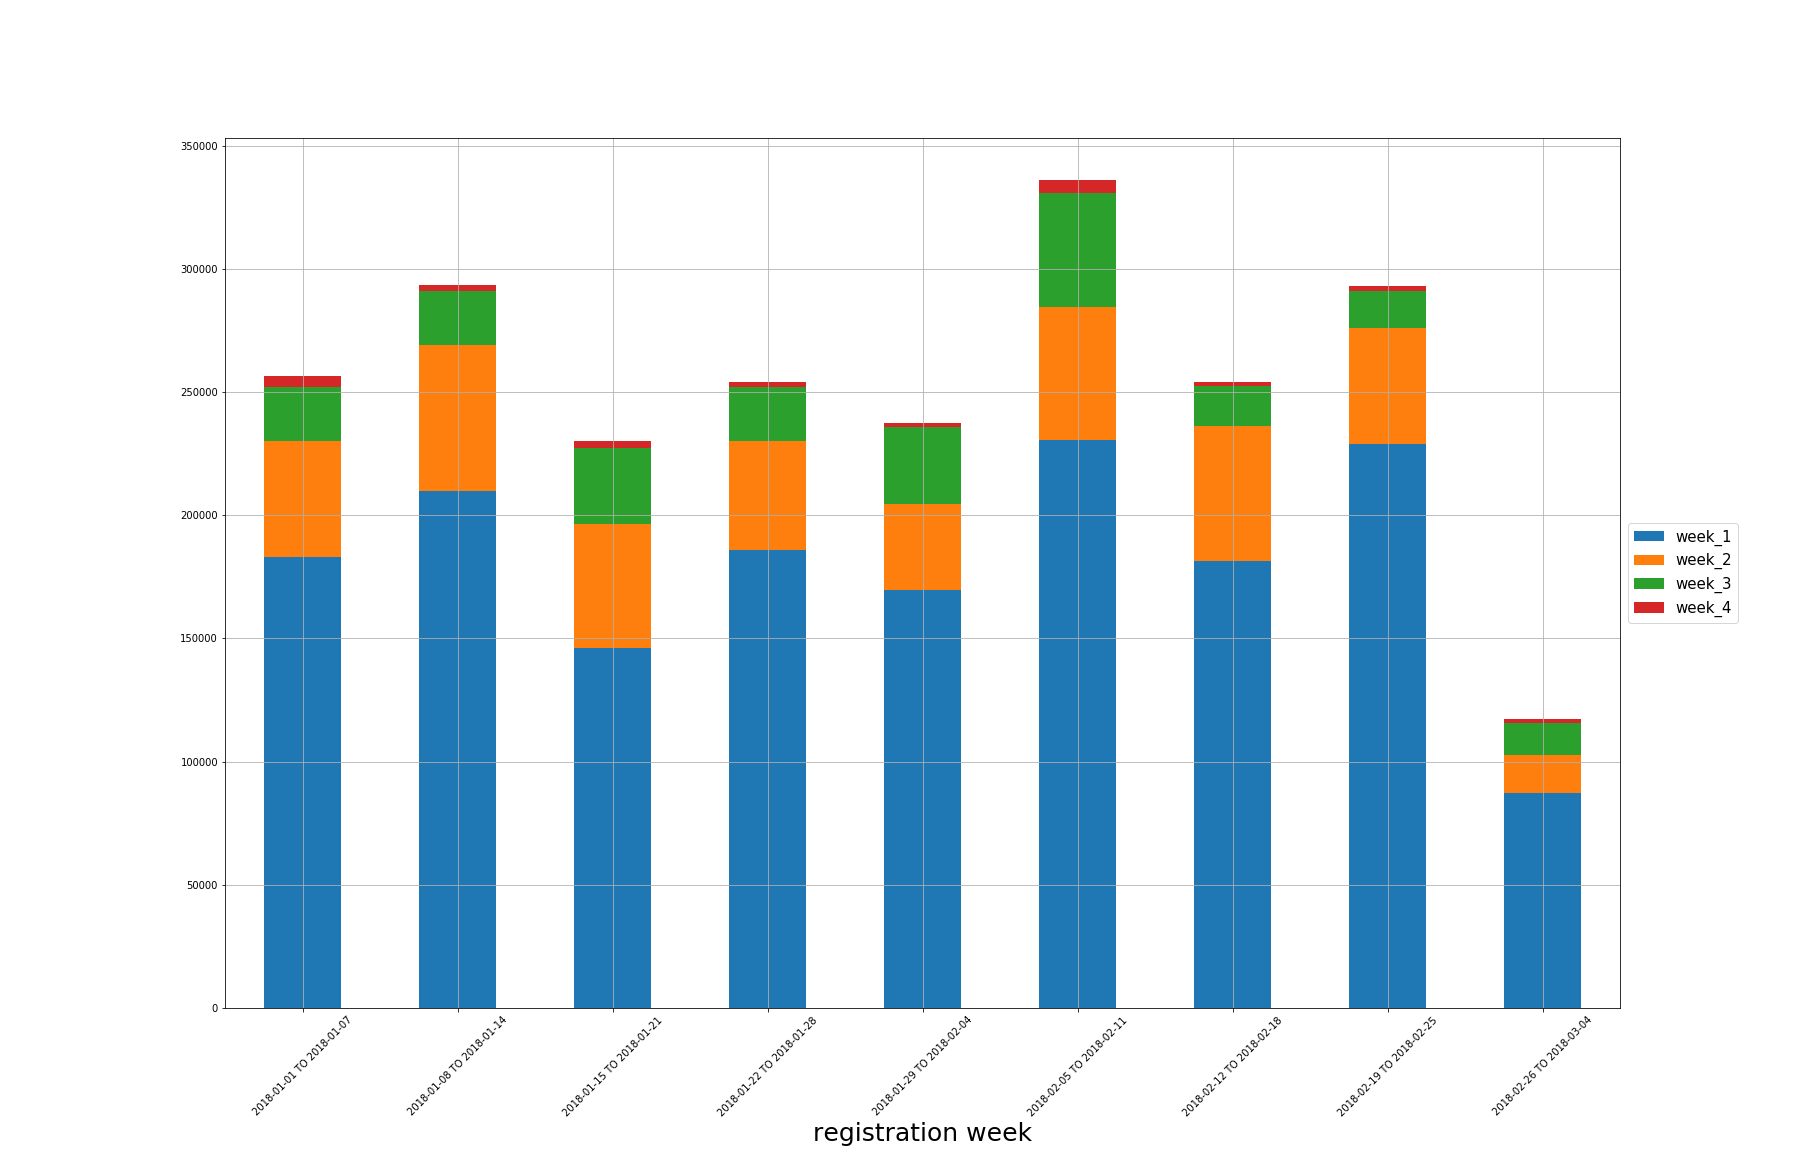 350000
300000
250000
200000
150000
100000
50000
0
week_1
week_2
week_3
week_4
2018-01-01 TO 2018-01-07
2018-01-08 TO 2018-01-14
2018-01-15 TO 2018-01-21
2018-01-22 TO 2018-01-28
2018-01-29 TO 2018-02-04
2018-02-05 TO 2018-02-11
2018-02-12 TO 2018-02-18
2018-02-19 TO 2018-02-25
2018-02-26 TO 2018-03-04
registration week